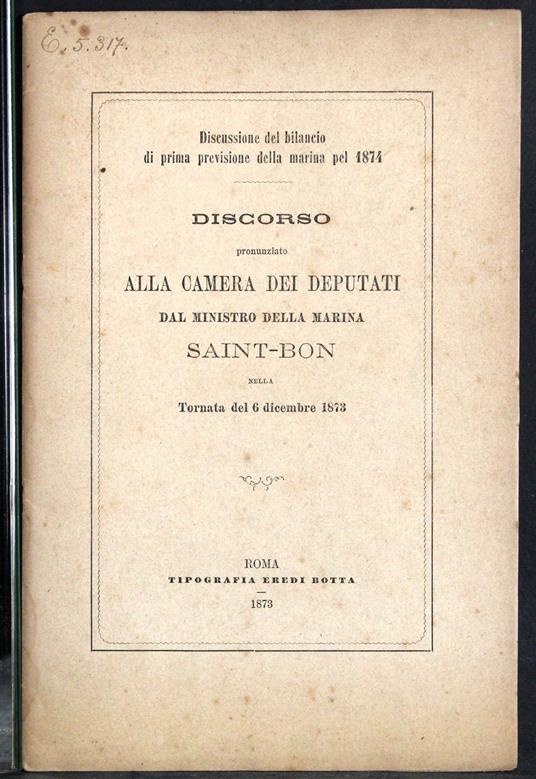 E. 5. 317.
Discussione del bilancio
di prima previsione della marina pel 1874
DISCORSO
pronunziato
ALLA CAMERA DEI DEPUTATI
DAL MINISTRO DELLA MARINA
SAINT-BON
NELLA
Tornata del 6 dicembre 1873
ROMA
TIPOGRAFIA EREDI BOTTA
1873